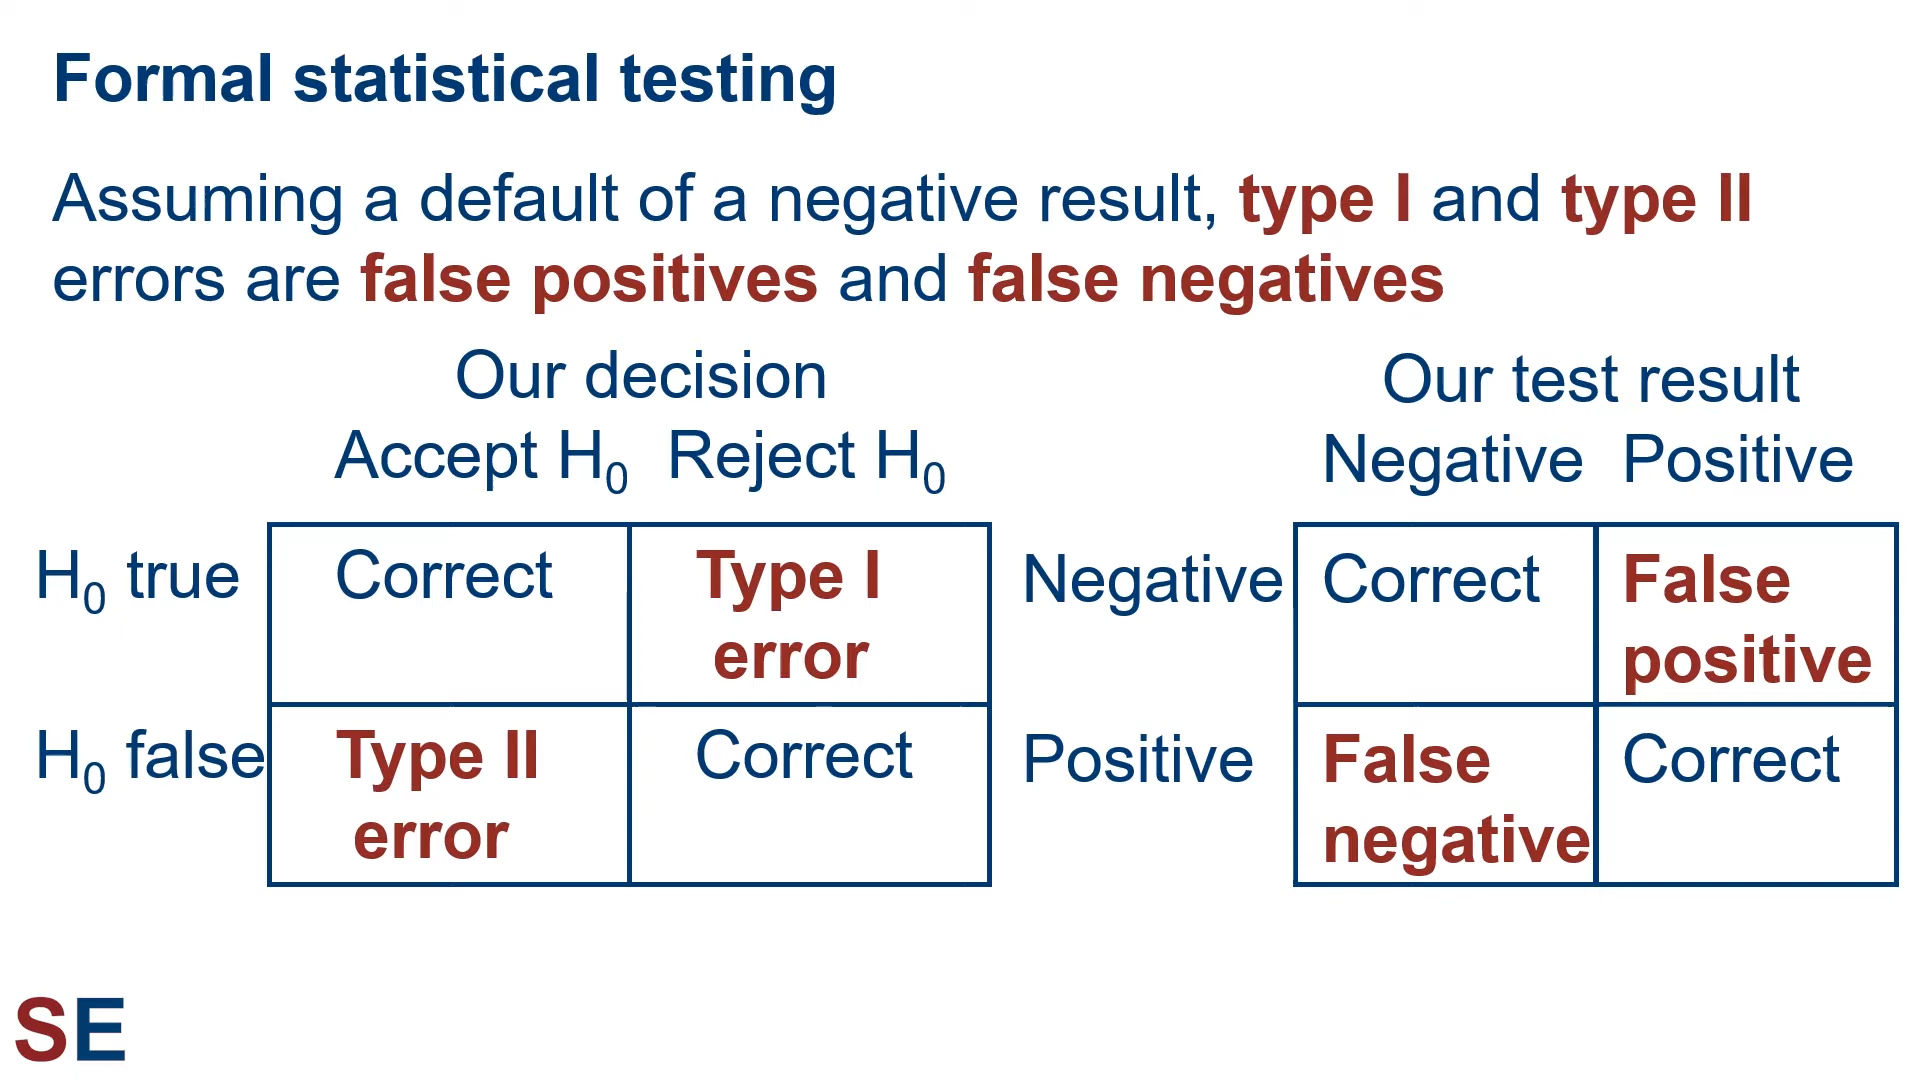 Formal statistical testing
Assuming a default of a negative result, type I and type II
errors are false positives and false negatives
Our decision
Accept H0 Reject H0
H0 true Correct Type I
error
H0 false Type II Correct
error
Our test result
Negative Positive
Negative Correct False
positive
Positive False Correct
negative
SE